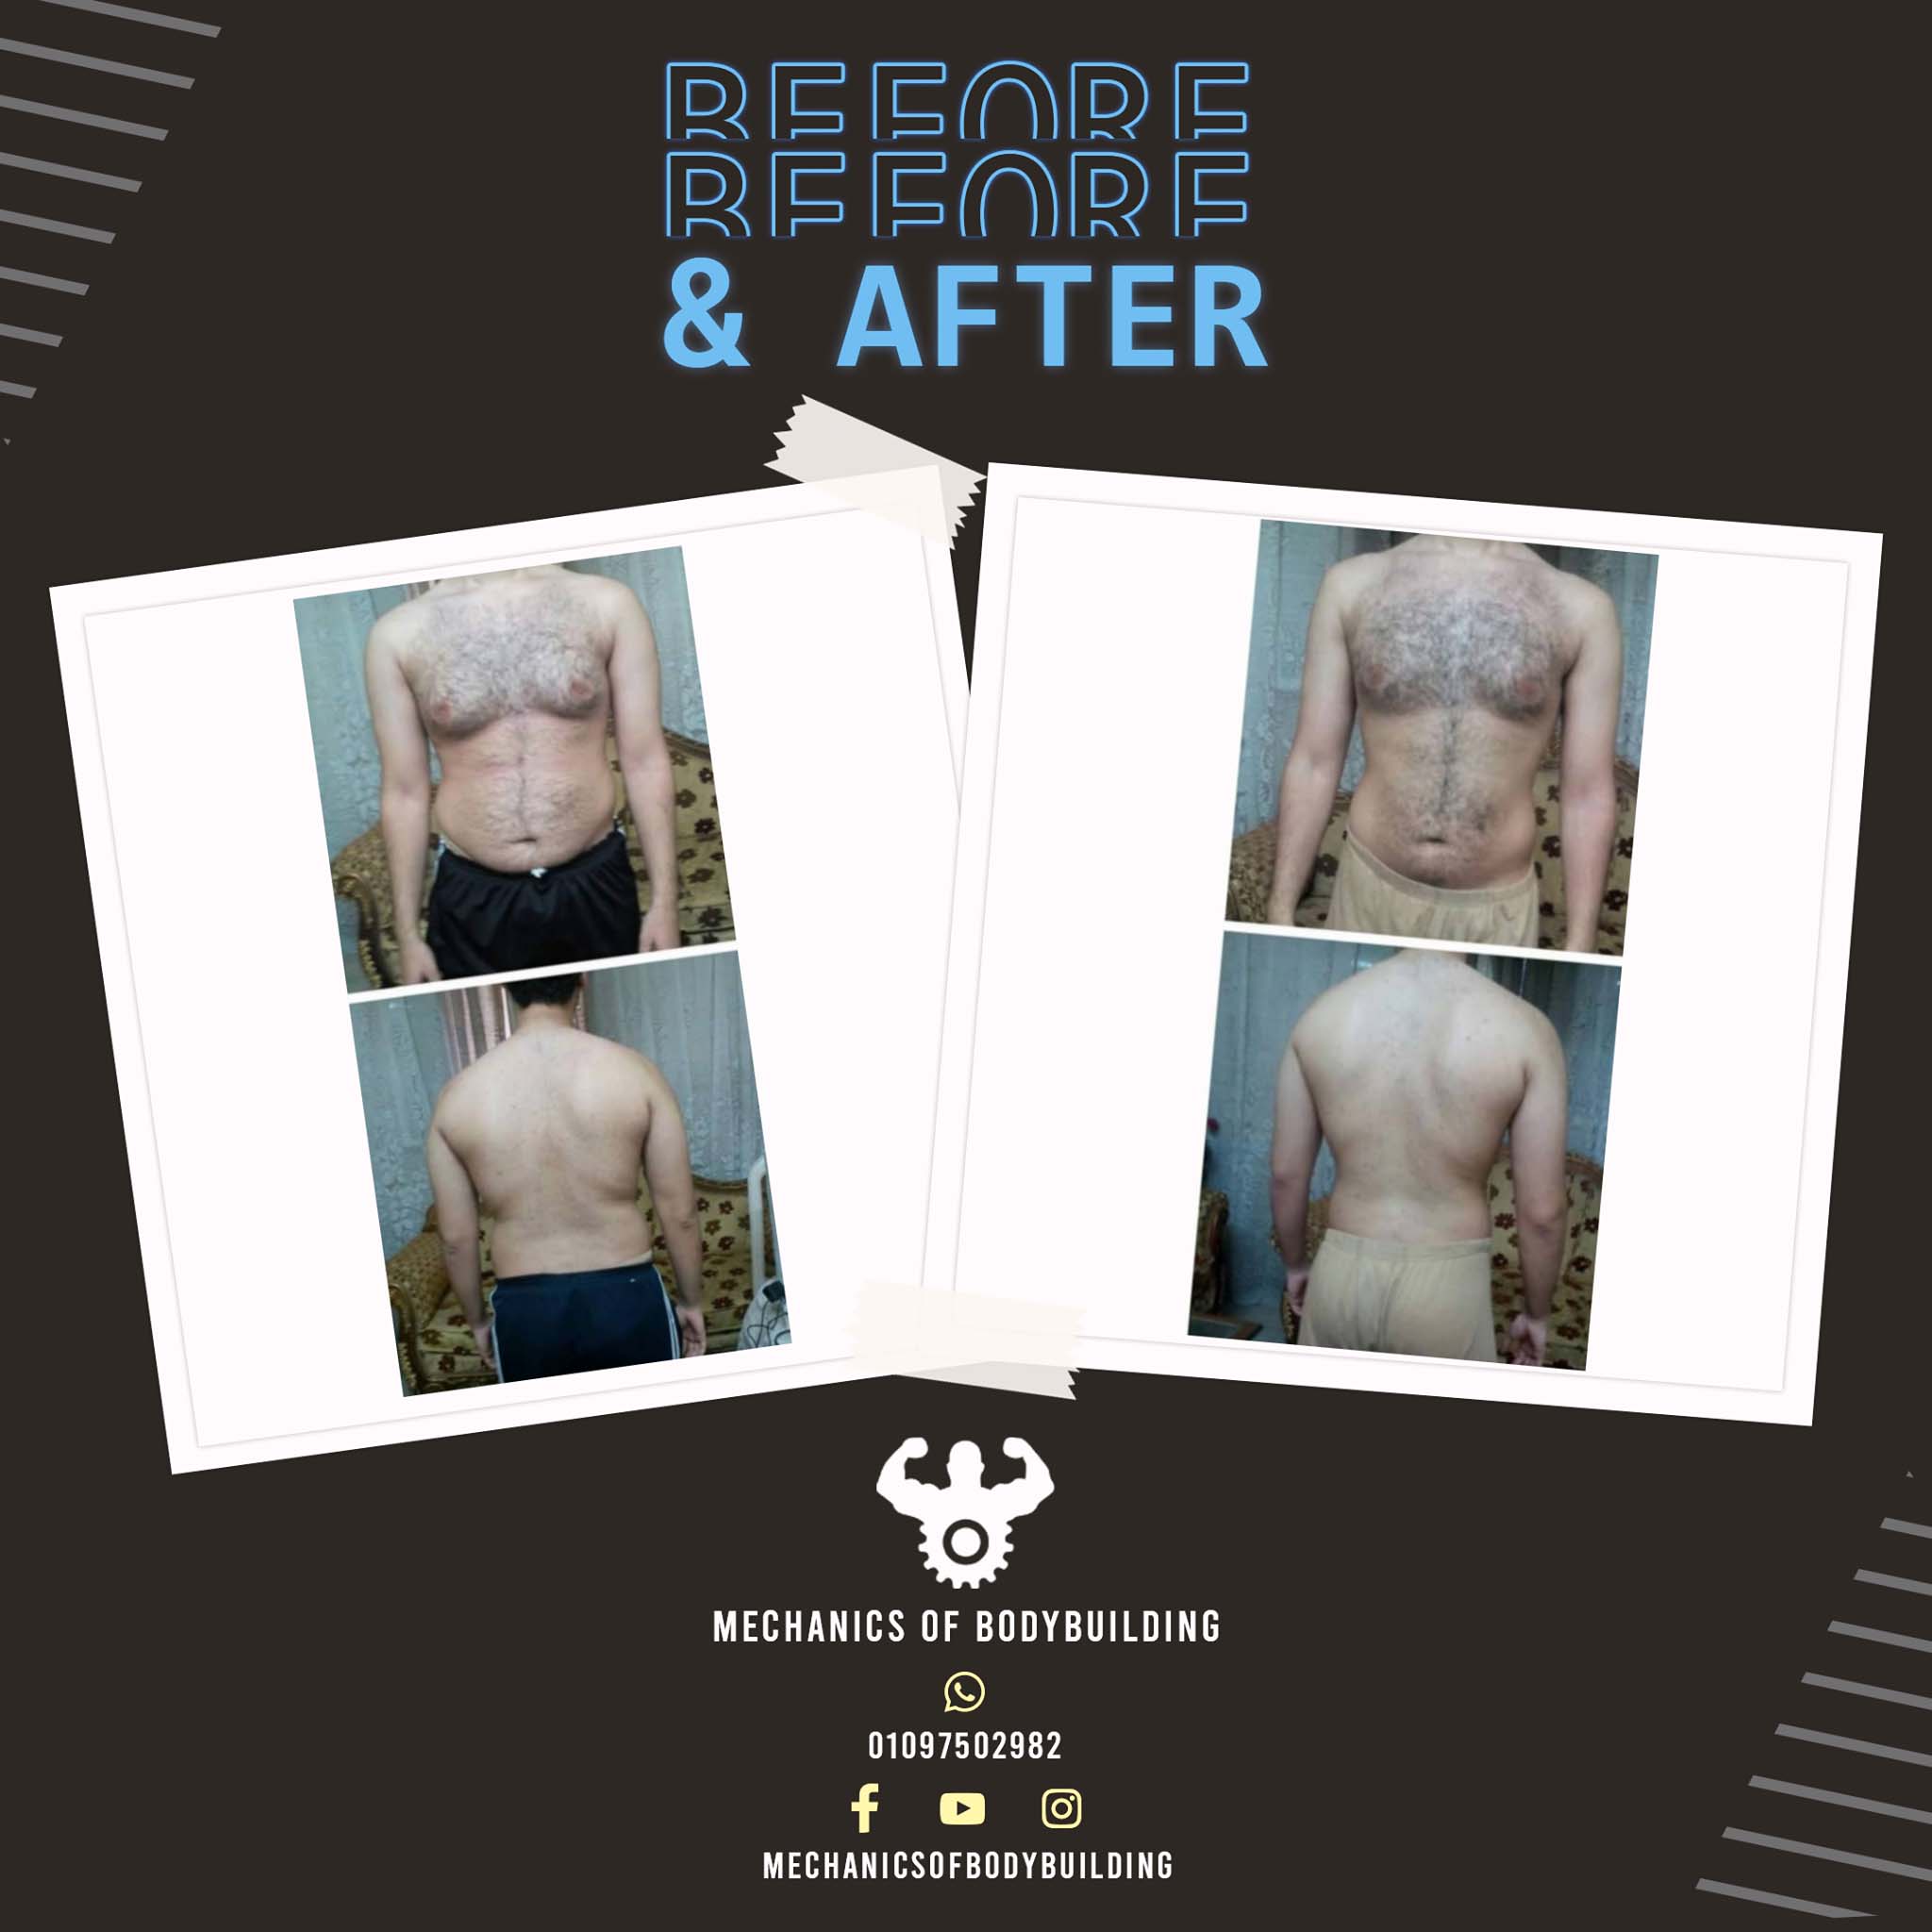 BEFORE
BEFORE
& AFTER
MECHANICS OF BODYBUILDING
01097502982
MECHANICSOFBODYBUILDING